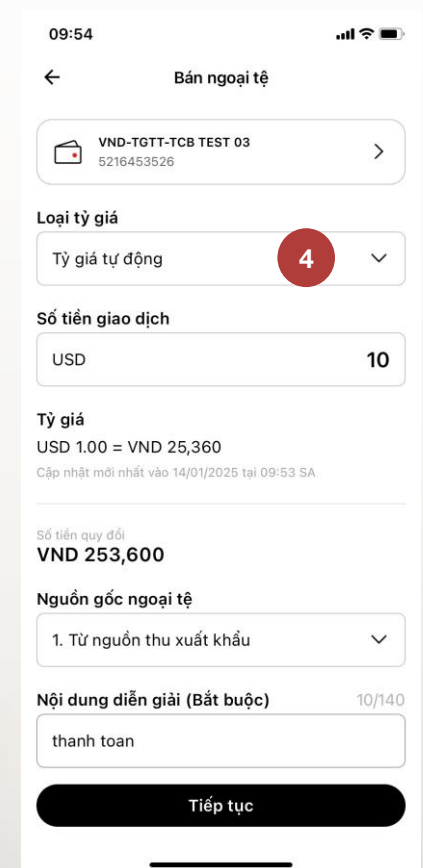 09:54
Bán ngoại tệ
VND-TGTT-TCB TEST 03
5216453526
Loại tỷ giá
Tỷ giá tự động
4
Số tiền giao dịch
USD 10
Tỷ giá
USD 1.00 = VND 25,360
Cập nhật mới nhất vào 14/01/2025 tại 09:53 SA
Số tiền quy đổi
VND 253,600
Nguồn gốc ngoại tệ
1. Từ nguồn thu xuất khẩu
Nội dung diễn giải (Bắt buộc) 10/140
thanh toan
Tiếp tục